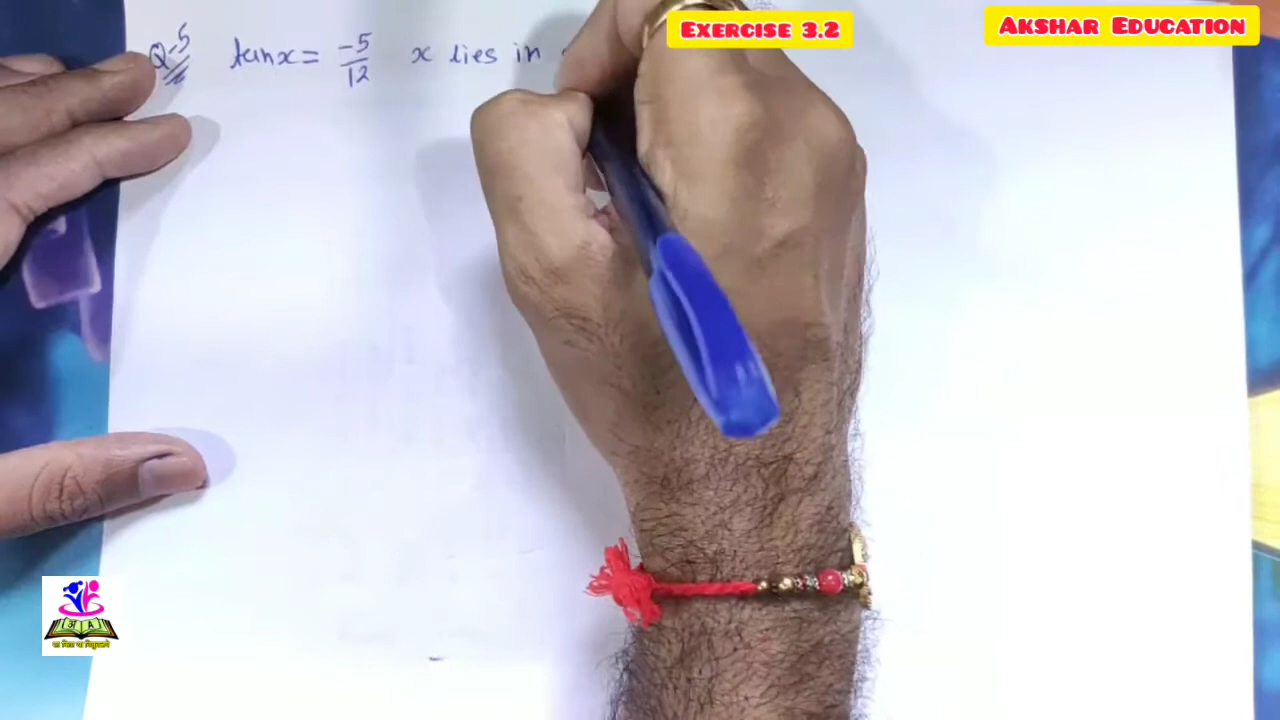 EXERCISE 3.2
AKSHAR EDUCATION
Q-5 tanx = -5/12 x lies in